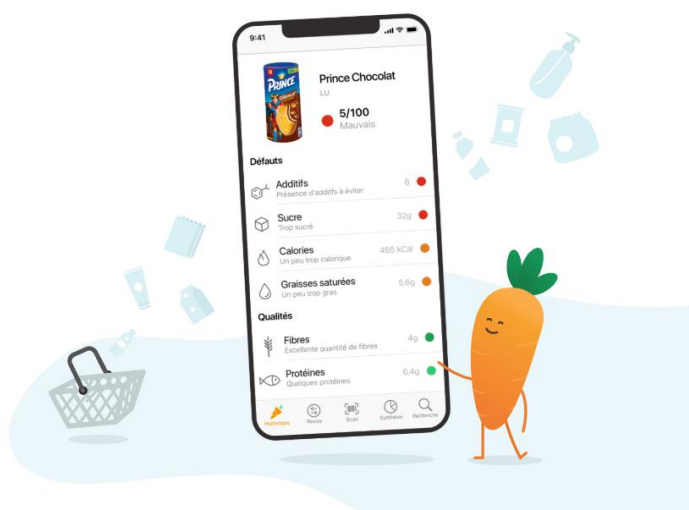 9:41
PRINCE
Prince Chocolat
LU
5/100
Mauvais
Défauts
Additifs
Présence d'additifs à éviter
6
Sucre
Trop sucré
32g
Calories
Un peu trop calorique
465 kCal
Graisses saturées
Un peu trop gras
5.6g
Qualités
Fibres
Excellente quantité de fibres
4g
Protéines
Quelques protéines
6.4g
Historique
Recos
Scan
Synthèse
Recherche